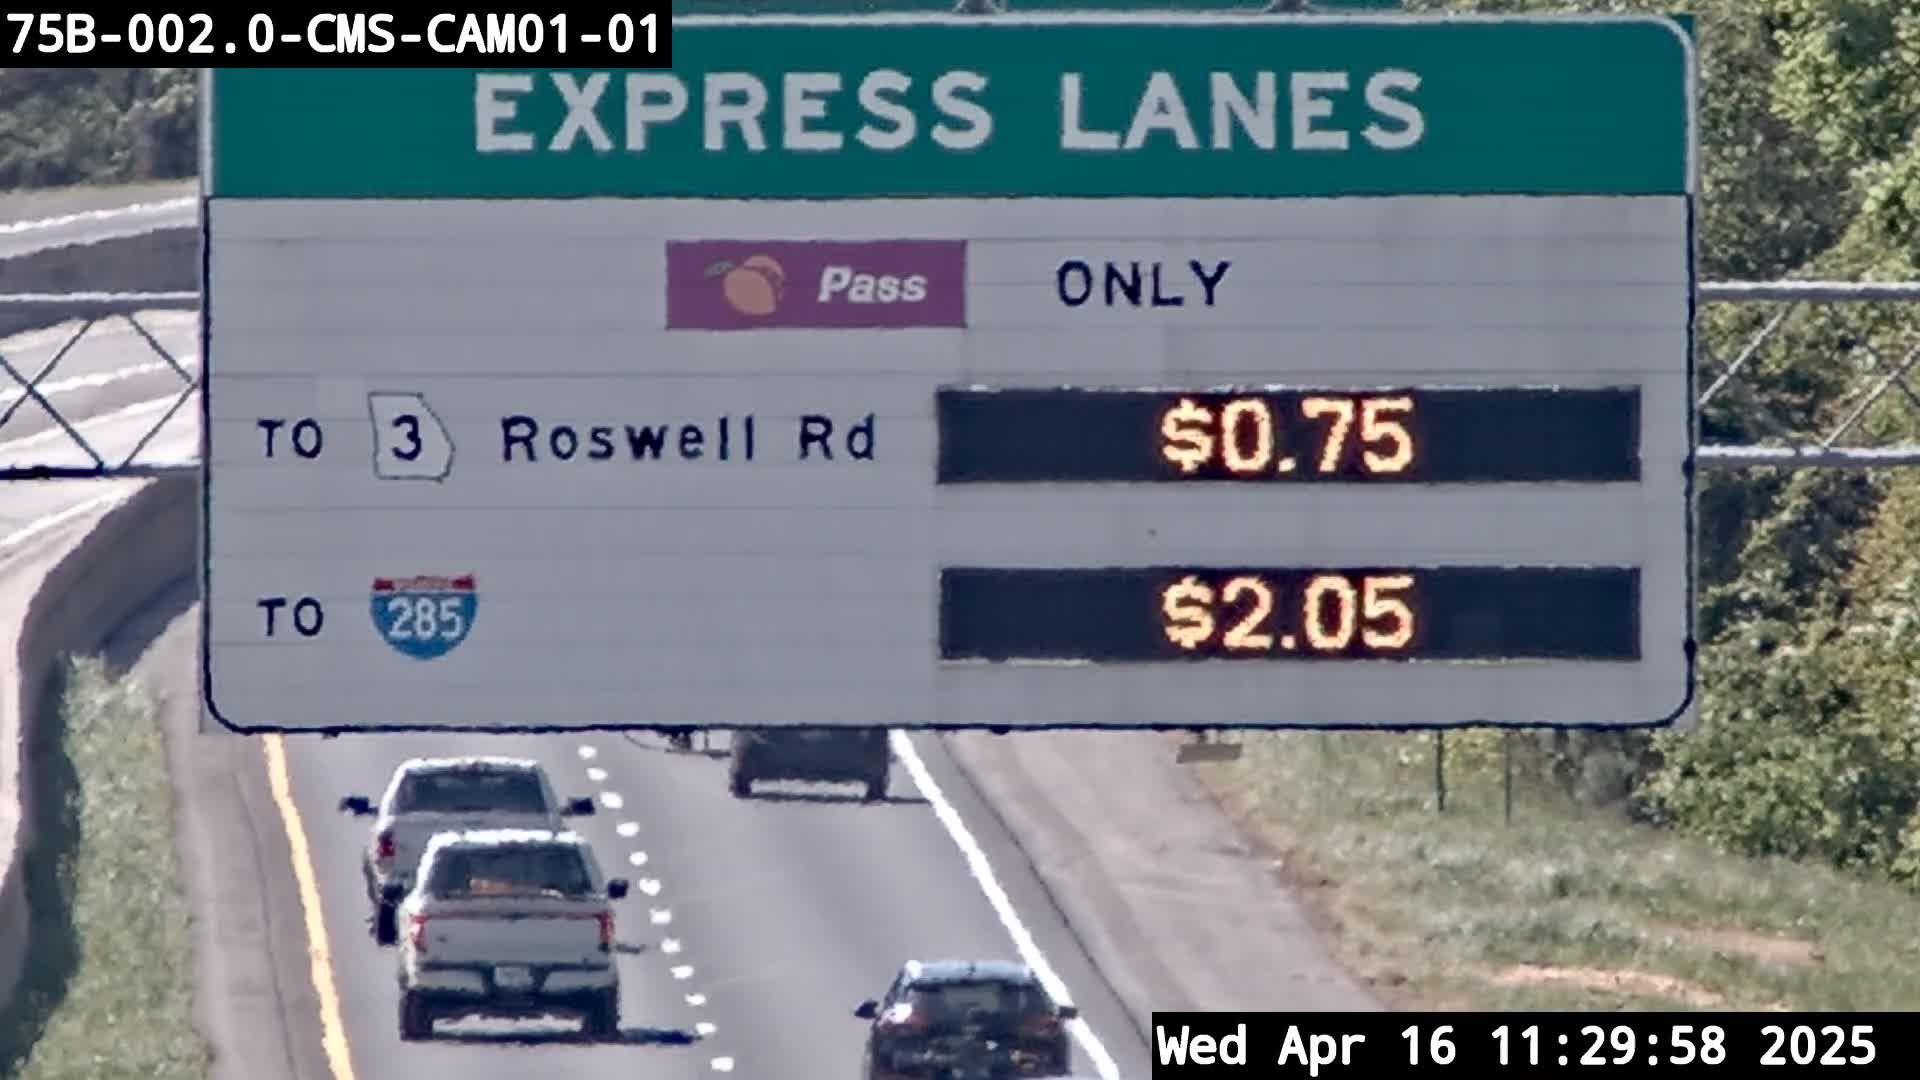 75B-002.0-CMS-CAM01-01
EXPRESS LANES
Pass ONLY
TO 3 Roswell Rd $0.75
TO 285 $2.05
Wed Apr 16 11:29:58 2025